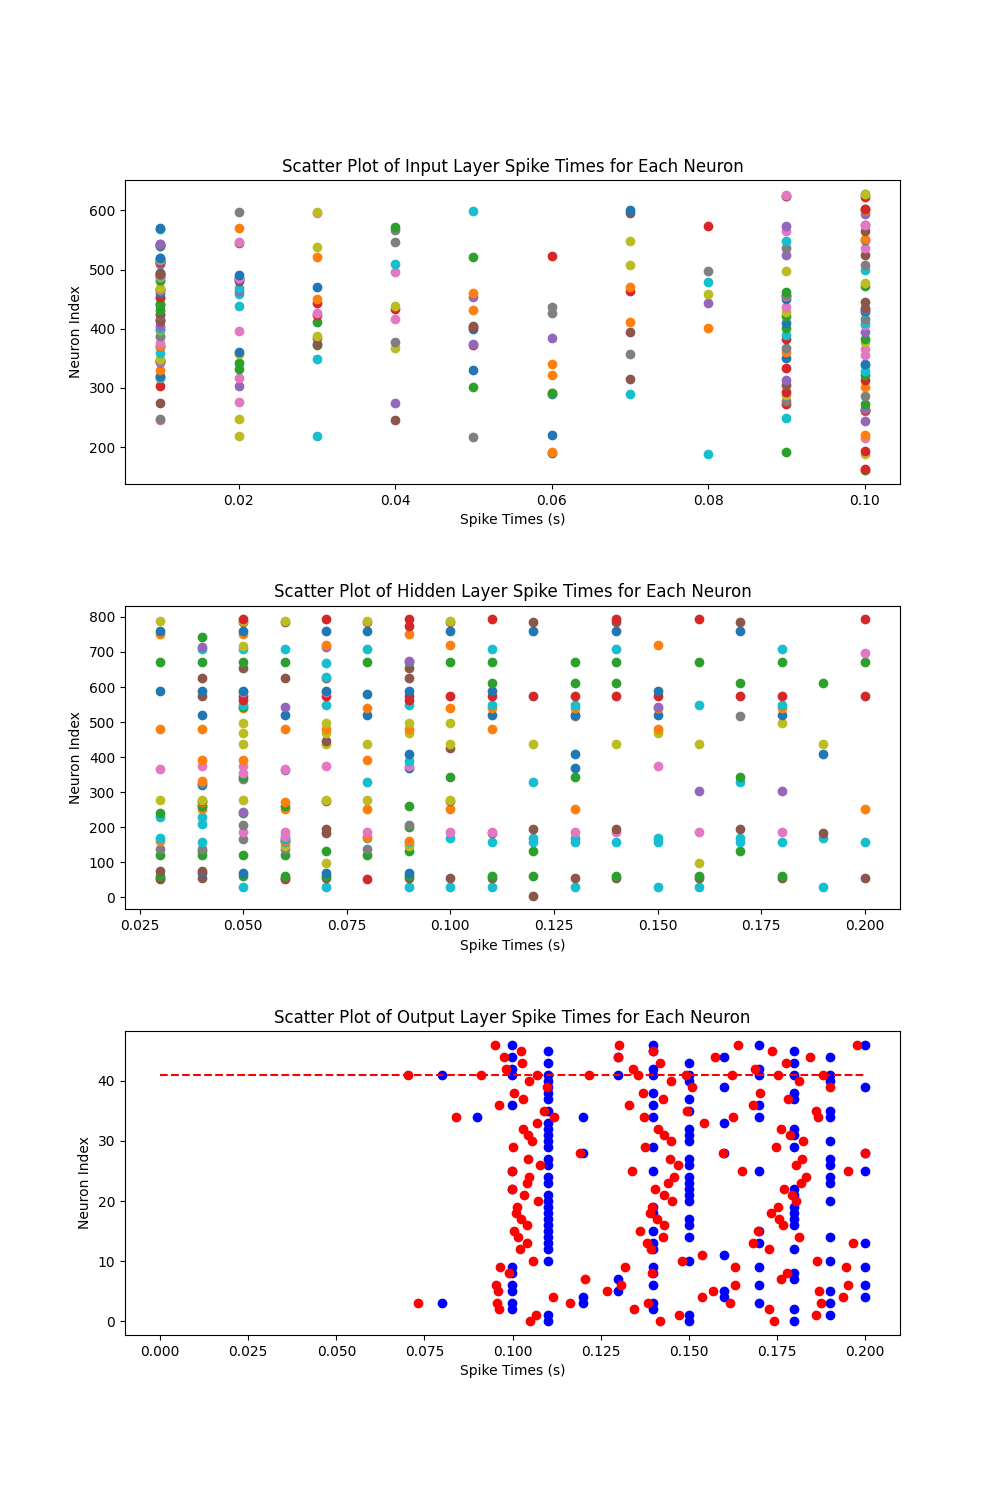 Scatter Plot of Input Layer Spike Times for Each Neuron
600
500
400
300
200
Neuron Index
0.02 0.04 0.06 0.08 0.10
Spike Times (s)
Scatter Plot of Hidden Layer Spike Times for Each Neuron
800
700
600
500
400
300
200
100
0
Neuron Index
0.025 0.050 0.075 0.100 0.125 0.150 0.175 0.200
Spike Times (s)
Scatter Plot of Output Layer Spike Times for Each Neuron
40
30
20
10
0
Neuron Index
0.000 0.025 0.050 0.075 0.100 0.125 0.150 0.175 0.200
Spike Times (s)